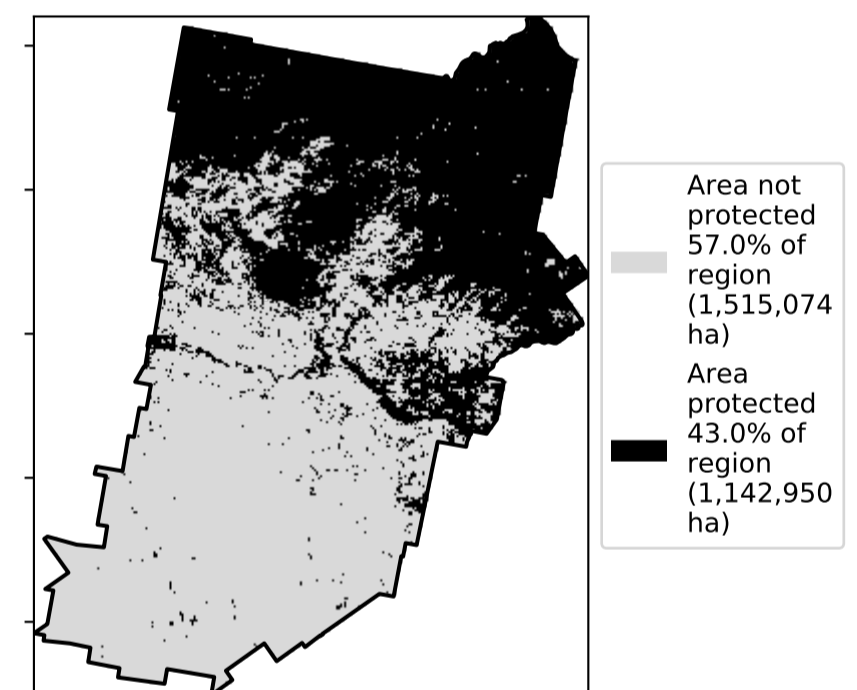 Area not
protected
57.0% of
region
(1,515,074
ha)
Area
protected
43.0% of
region
(1,142,950
ha)